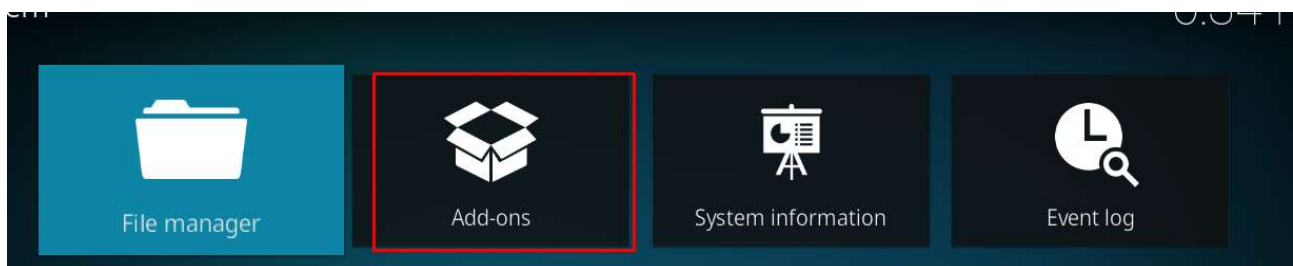 File manager
Add-ons
System information
Event log